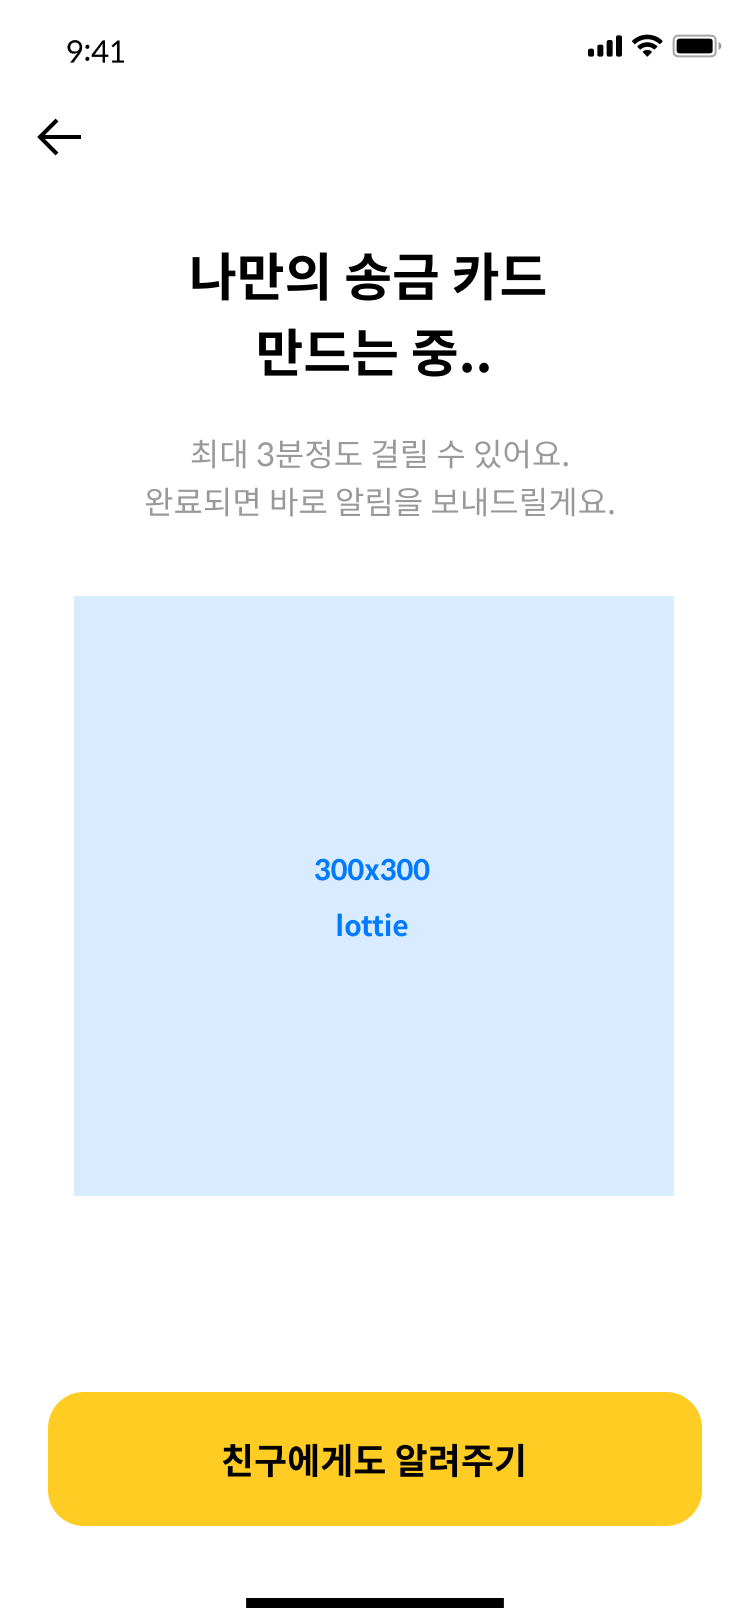 9:41
나만의 송금 카드
만드는 중..
최대 3분정도 걸릴 수 있어요.
완료되면 바로 알림을 보내드릴게요.
300x300
lottie
친구에게도 알려주기